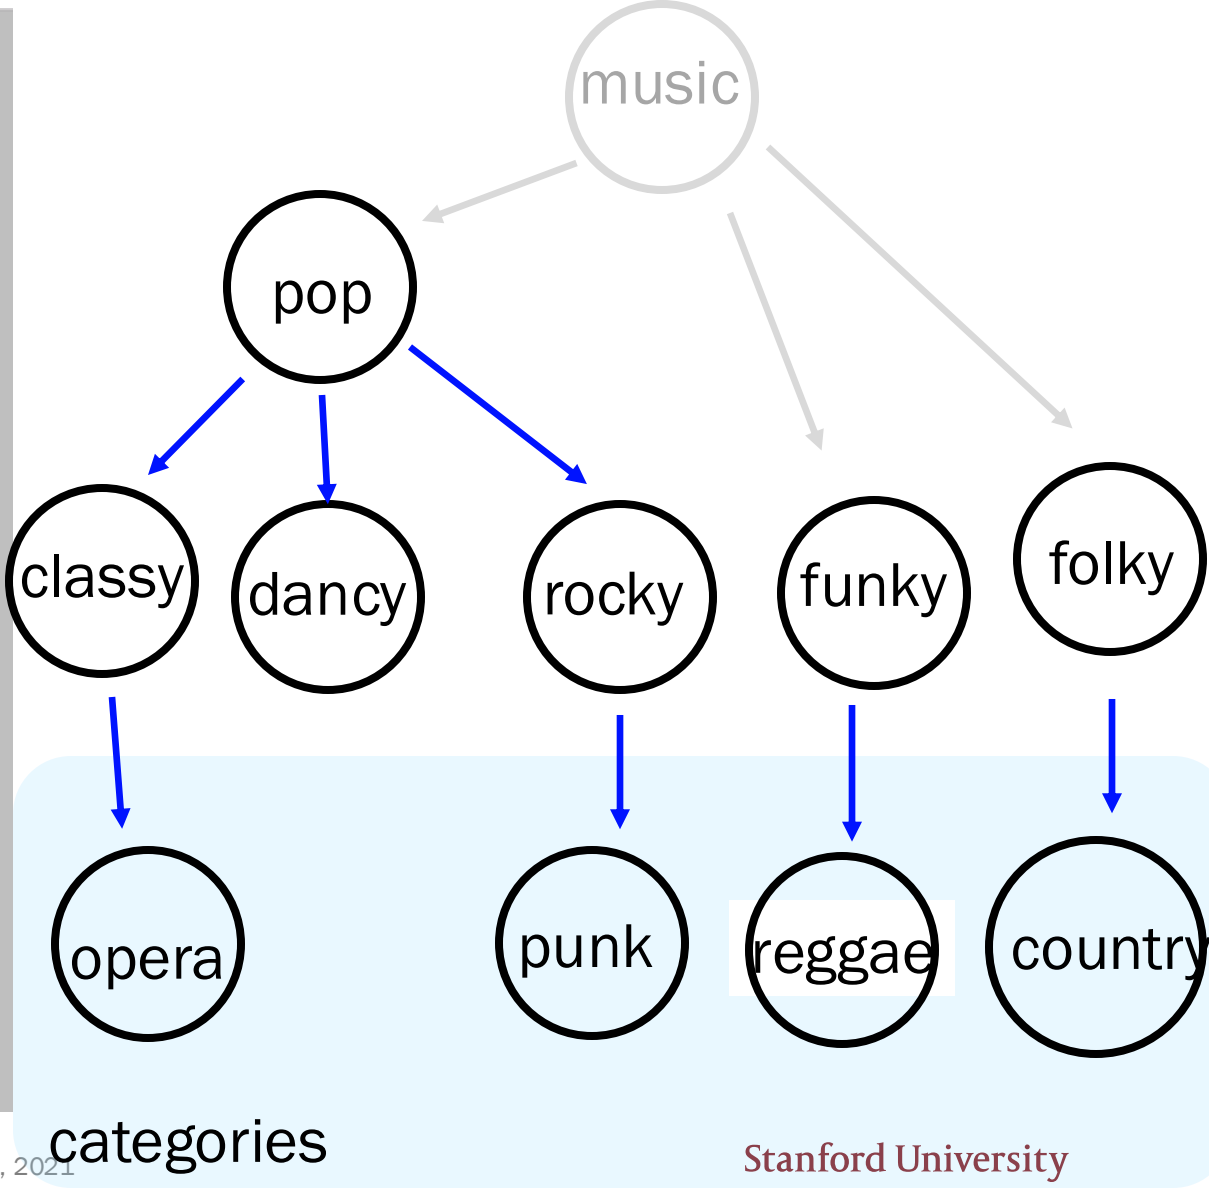 music
pop
classy
dancy
rocky
funky
folky
opera
punk
reggae
country
categories
, 2021
Stanford University